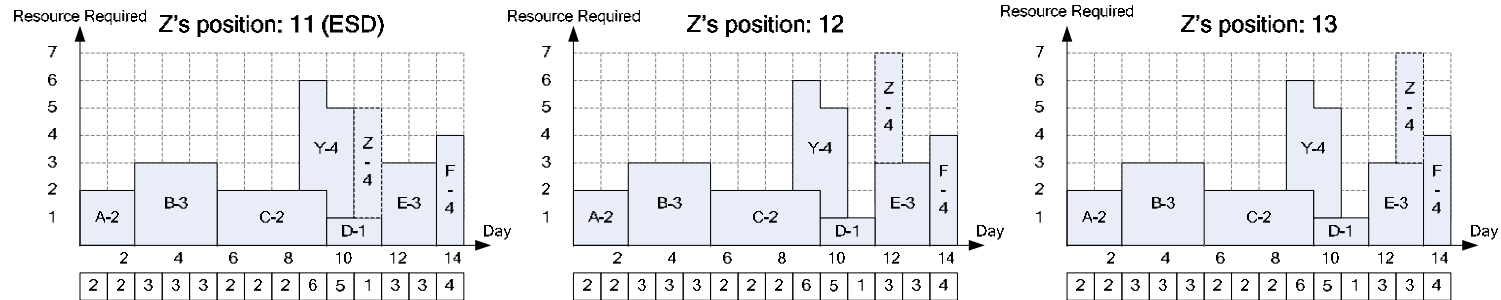 Resource Required
Z's position: 11 (ESD)
7
6
5
4
3
2
1
A-2
B-3
C-2
Y-4
D-1
Z
-
4
E-3
F
-
4
Day
2 4 6 8 10 12 14
2 2 3 3 3 2 2 2 6 5 1 3 3 4
Resource Required
Z's position: 12
7
6
5
4
3
2
1
A-2
B-3
C-2
Y-4
D-1
Z
-
4
E-3
F
-
4
Day
2 4 6 8 10 12 14
2 2 3 3 3 2 2 2 6 5 1 3 3 4
Resource Required
Z's position: 13
7
6
5
4
3
2
1
A-2
B-3
C-2
Y-4
D-1
Z
-
4
E-3
F
-
4
Day
2 4 6 8 10 12 14
2 2 3 3 3 2 2 2 6 5 1 3 3 4